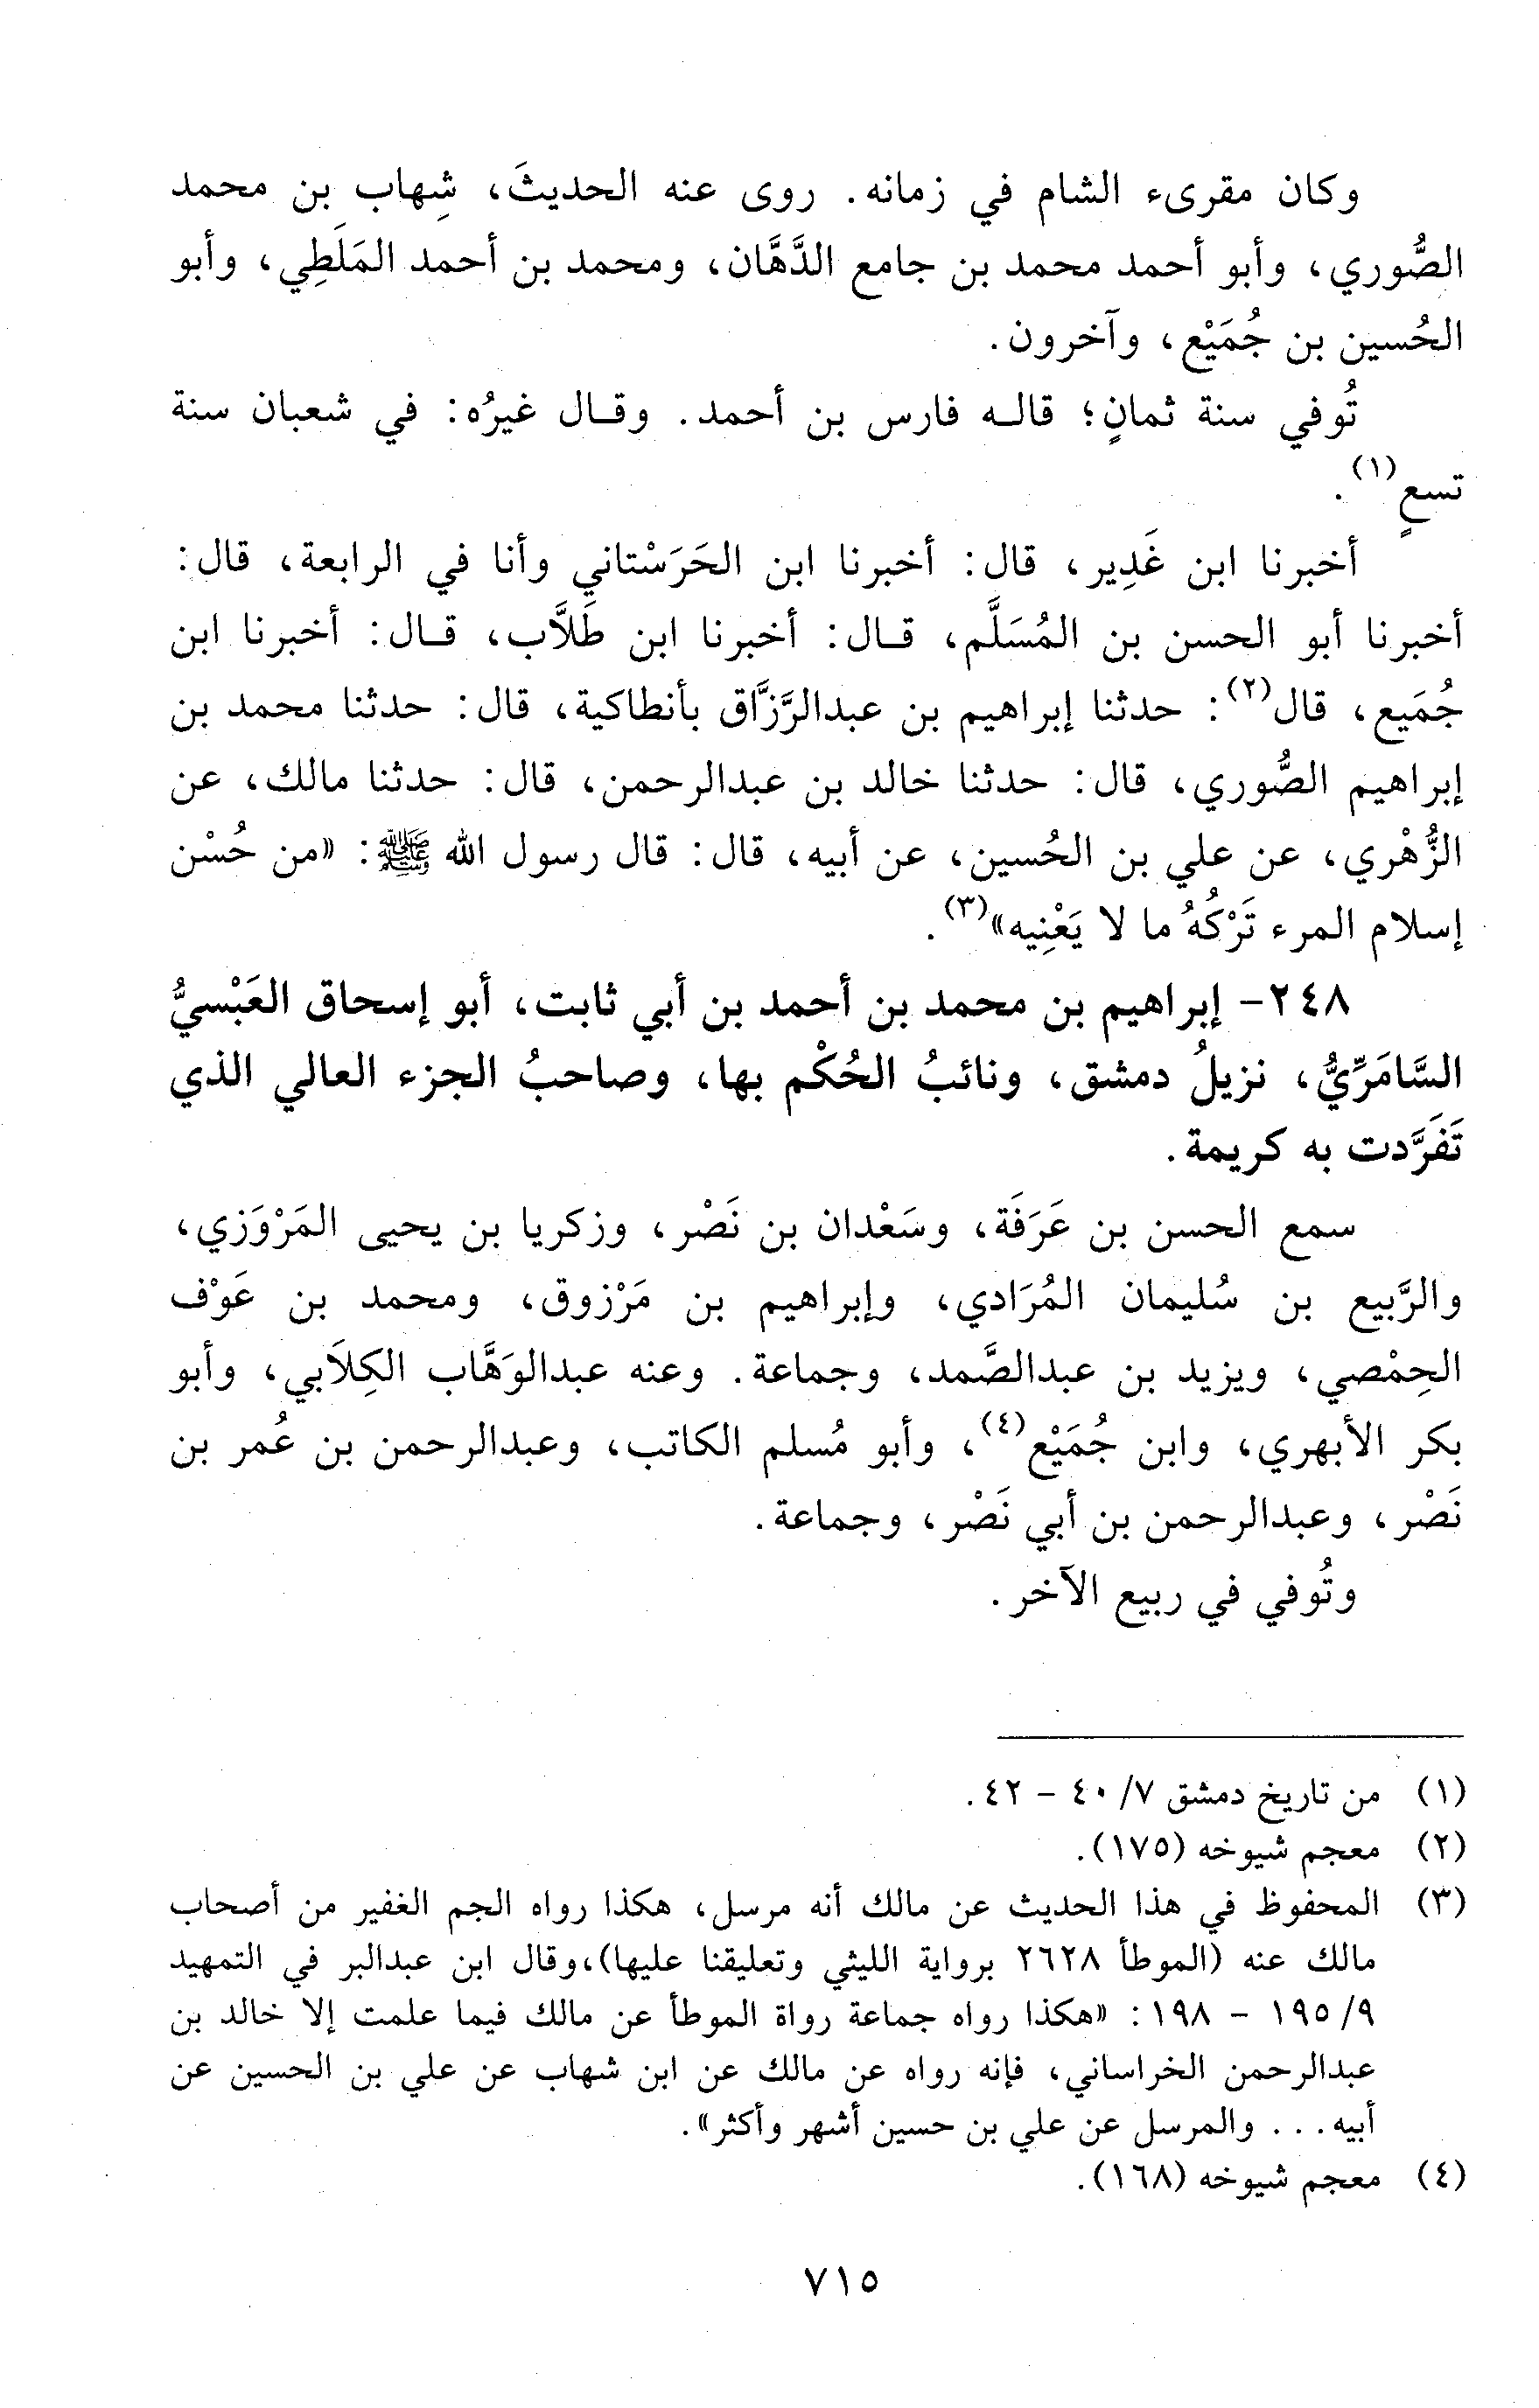 وكان مقرىء الشام في زمانه. روى عنه الحديثَ، شِهاب بن محمد
الصُّوري، وأبو أحمد محمد بن جامع الدَّهَّان، ومحمد بن أحمد المَلَطِي، وأبو
الحُسين بن جُمَيْع، وآخرون.
تُوفي سنة ثمانٍ؛ قاله فارس بن أحمد. وقال غيرُه: في شعبان سنة
تسعٍ(١).
أخبرنا ابن غَدِير، قال: أخبرنا ابن الحَرَسْتاني وأنا في الرابعة، قال:
أخبرنا أبو الحسن بن المُسَلَّم، قال: أخبرنا ابن طَلاَّب، قال: أخبرنا ابن
جُمَيع، قال(٢): حدثنا إبراهيم بن عبدالرَّزَّاق بأنطاكية، قال: حدثنا محمد بن
إبراهيم الصُّوري، قال: حدثنا خالد بن عبدالرحمن، قال: حدثنا مالك، عن
الزُّهْري، عن علي بن الحُسين، عن أبيه، قال: قال رسول الله ﷺ: «من حُسْن
إسلام المرء تَرْكُهُ ما لا يَعْنِيه»(٣).
٢٤٨- إبراهيم بن محمد بن أحمد بن أبي ثابت، أبو إسحاق العَبْسيُّ
السَّامَرِّيُّ، نزيلُ دمشق، ونائبُ الحُكْم بها، وصاحبُ الجزء العالي الذي
تَفَرَّدت به كريمة.
سمع الحسن بن عَرَفَة، وسَعْدان بن نَصْر، وزكريا بن يحيى المَرْوَزي،
والرَّبيع بن سُليمان المُرَادي، وإبراهيم بن مَرْزوق، ومحمد بن عَوْف
الحِمْصي، ويزيد بن عبدالصَّمد، وجماعة. وعنه عبدالوَهَّاب الكِلاَبي، وأبو
بكر الأبهري، وابن جُمَيْع(٤)، وأبو مُسلم الكاتب، وعبدالرحمن بن عُمر بن
نَصْر، وعبدالرحمن بن أبي نَصْر، وجماعة.
وتُوفي في ربيع الآخر.
(١) من تاريخ دمشق ٧/ ٤٠ - ٤٢.
(٢) معجم شيوخه (١٧٥).
(٣) المحفوظ في هذا الحديث عن مالك أنه مرسل، هكذا رواه الجم الغفير من أصحاب
مالك عنه (الموطأ ٢٦٢٨ برواية الليثي وتعليقنا عليها)،وقال ابن عبدالبر في التمهيد
٩/ ١٩٥ - ١٩٨: «هكذا رواه جماعة رواة الموطأ عن مالك فيما علمت إلا خالد بن
عبدالرحمن الخراساني، فإنه رواه عن مالك عن ابن شهاب عن علي بن الحسين عن
أبيه... والمرسل عن علي بن حسين أشهر وأكثر».
(٤) معجم شيوخه (١٦٨).
٧١٥